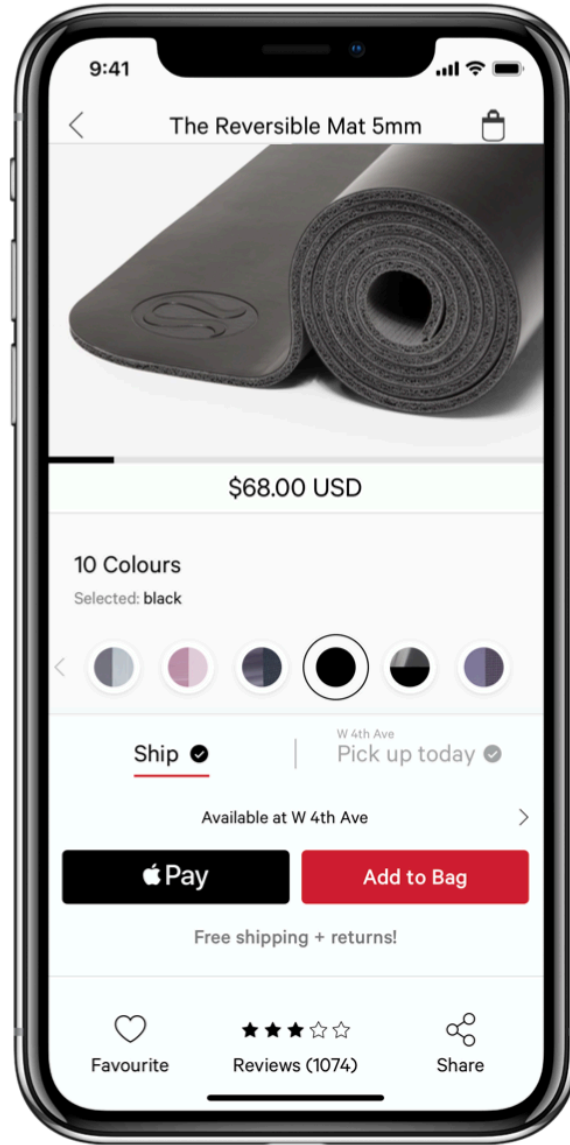 9:41
The Reversible Mat 5mm
$68.00 USD
10 Colours
Selected: black
Ship
W 4th Ave
Pick up today
Available at W 4th Ave
Pay
Add to Bag
Free shipping + returns!
Favourite
Reviews (1074)
Share